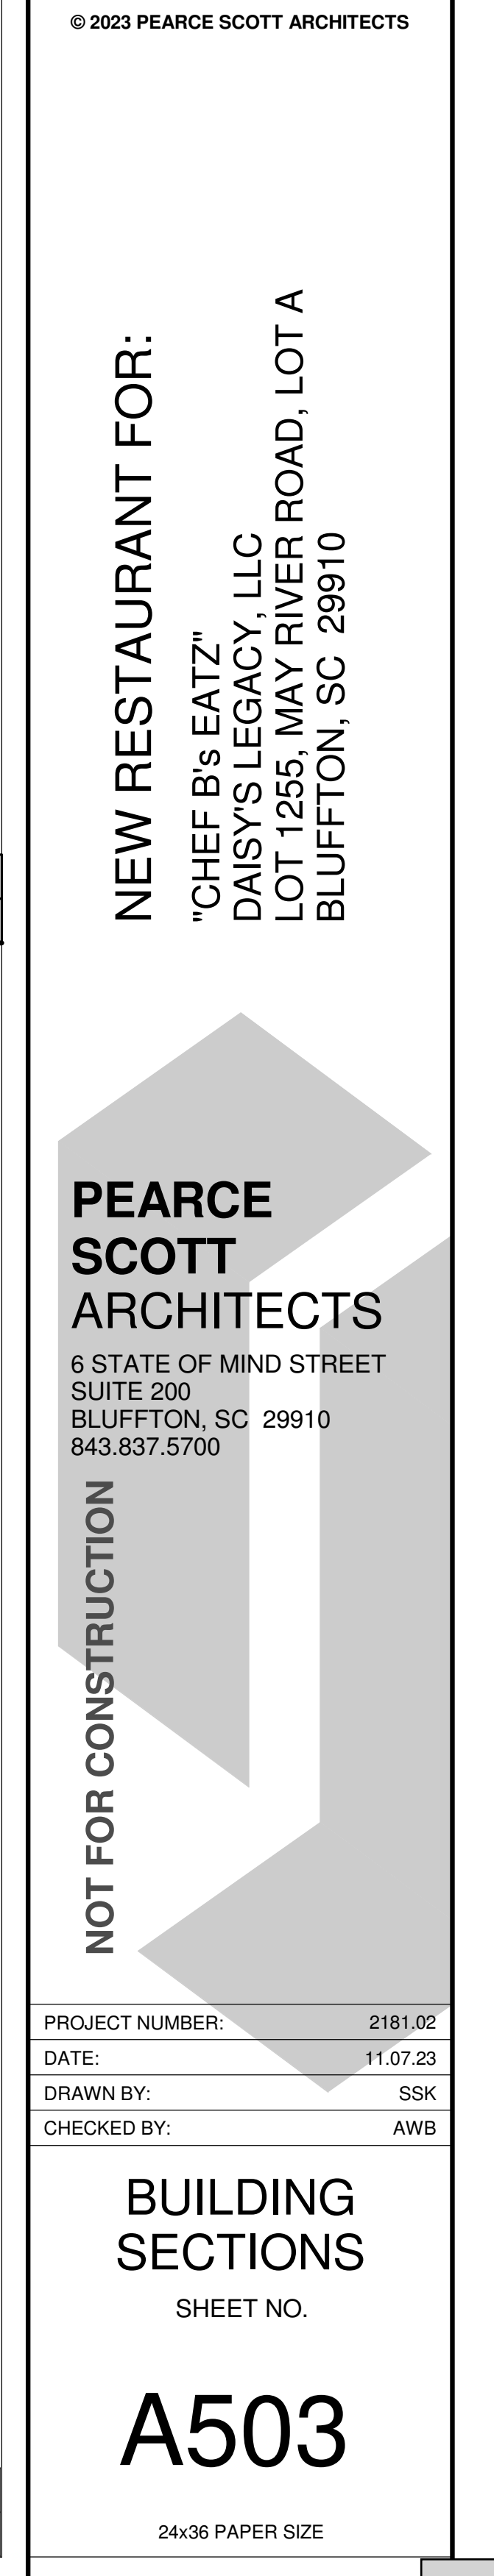 © 2023 PEARCE SCOTT ARCHITECTS
NEW RESTAURANT FOR:
"CHEF B's EATZ"
DAISY'S LEGACY, LLC
LOT 1255, MAY RIVER ROAD, LOT A
BLUFFTON, SC 29910
PEARCE
SCOTT
ARCHITECTS
6 STATE OF MIND STREET
SUITE 200
BLUFFTON, SC 29910
843.837.5700
NOT FOR CONSTRUCTION
PROJECT NUMBER: 2181.02
DATE: 11.07.23
DRAWN BY: SSK
CHECKED BY: AWB
BUILDING
SECTIONS
SHEET NO.
A503
24x36 PAPER SIZE